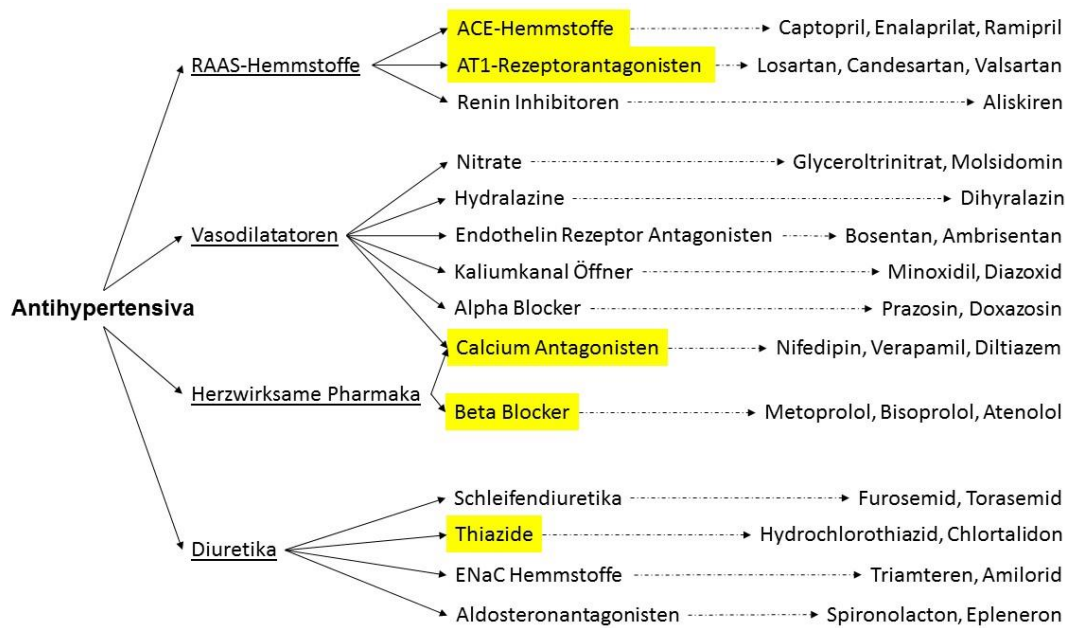 ACE-Hemmstoffe Captopril, Enalaprilat, Ramipril
RAAS-Hemmstoffe AT1-Rezeptorantagonisten Losartan, Candesartan, Valsartan
Renin Inhibitoren Aliskiren
Nitrate Glyceroltrinitrat, Molsidomin
Hydralazine Dihyralazin
Vasodilatatoren Endothelin Rezeptor Antagonisten Bosentan, Ambrisentan
Kaliumkanal Öffner Minoxidil, Diazoxid
Antihypertensiva Alpha Blocker Prazosin, Doxazosin
Calcium Antagonisten Nifedipin, Verapamil, Diltiazem
Herzwirksame Pharmaka
Beta Blocker Metoprolol, Bisoprolol, Atenolol
Schleifendiuretika Furosemid, Torasemid
Thiazide Hydrochlorothiazid, Chlortalidon
Diuretika
ENaC Hemmstoffe Triamteren, Amilorid
Aldosteronantagonisten Spironolacton, Epleneron